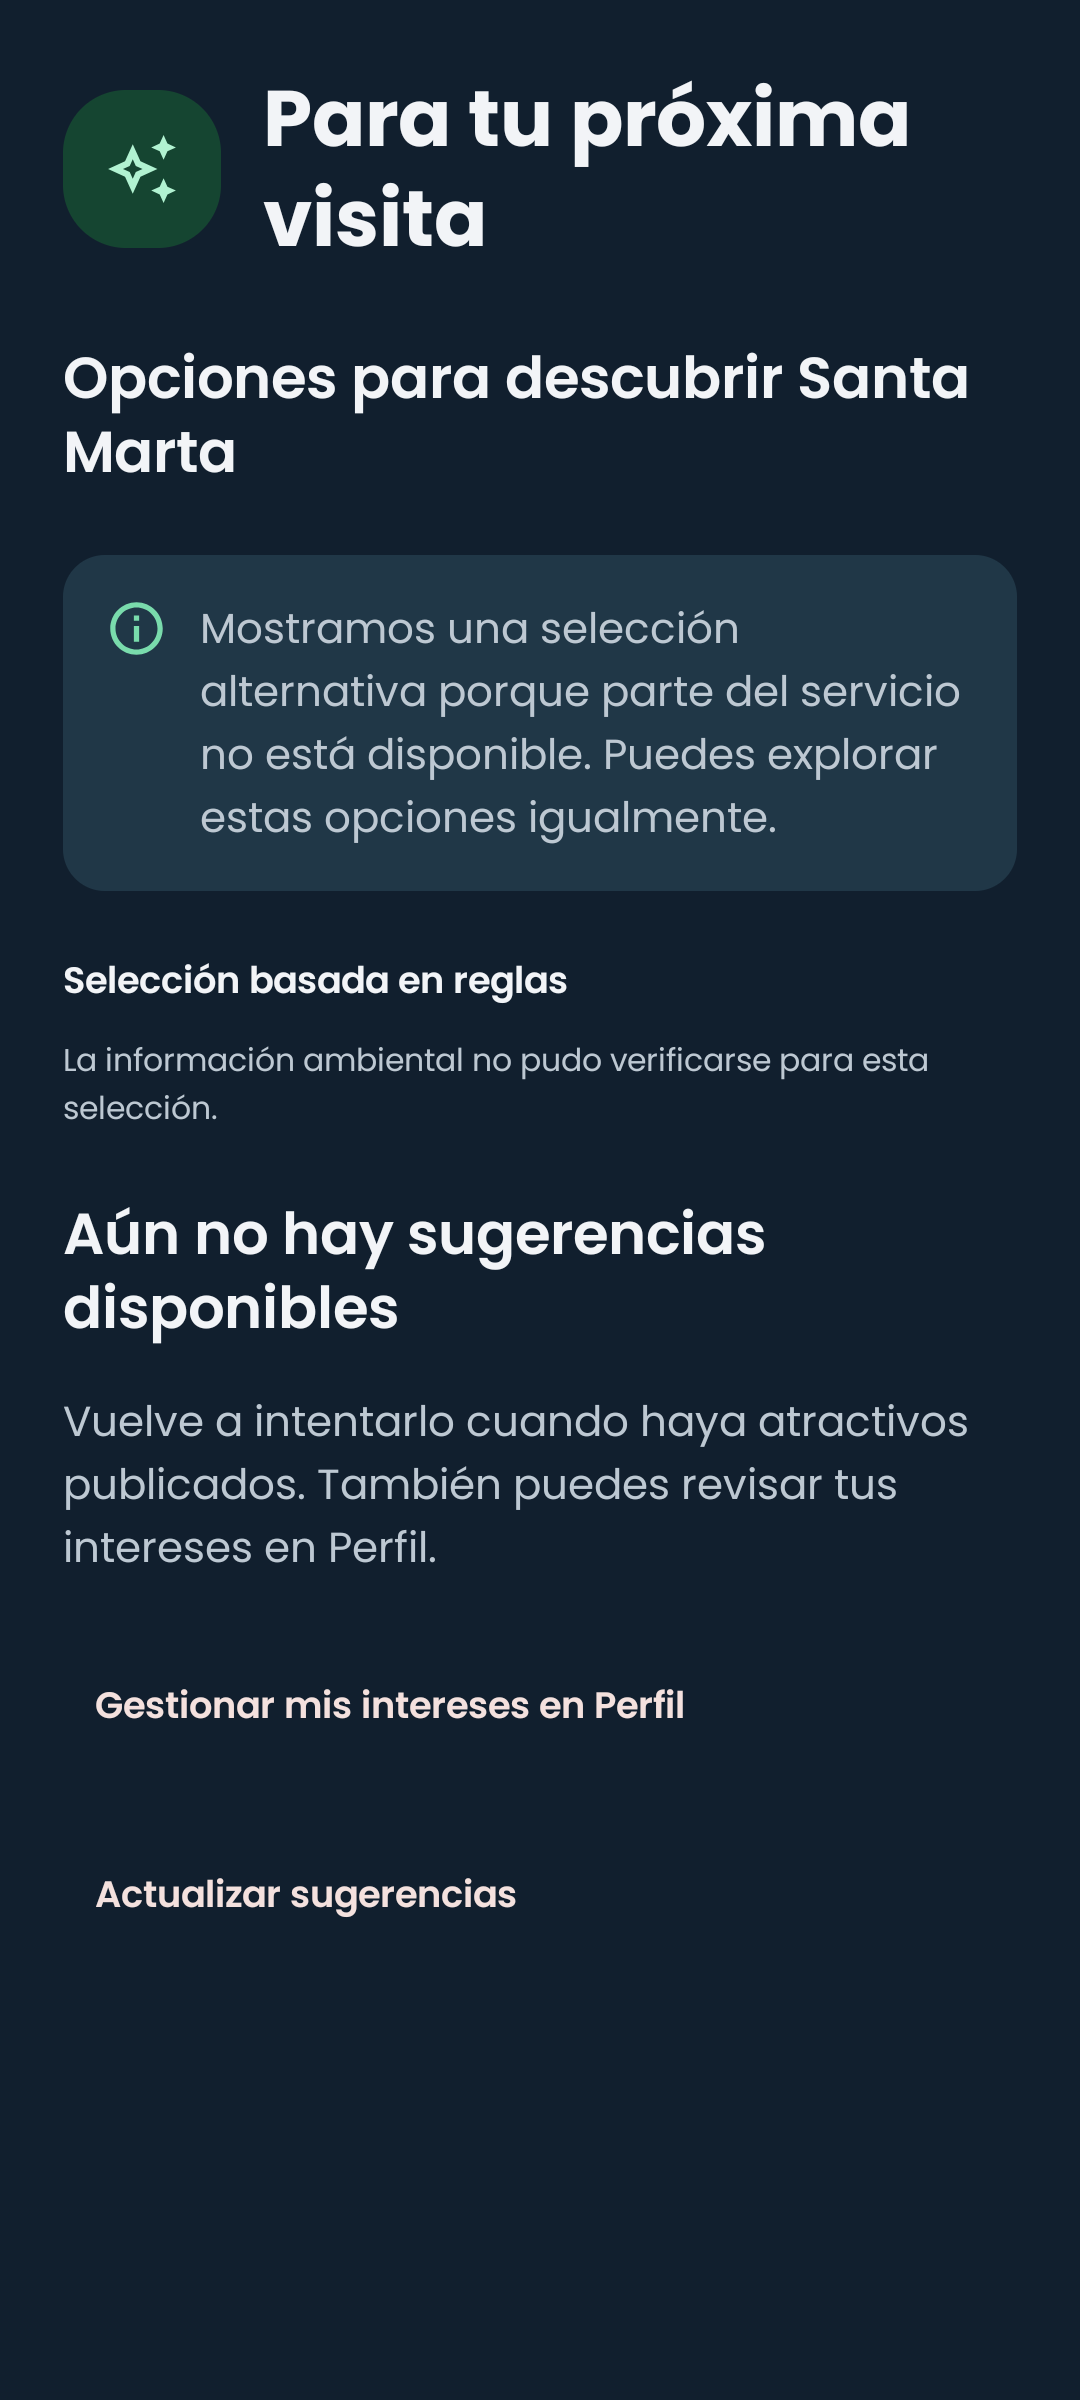 Para tu próxima
visita
Opciones para descubrir Santa
Marta
Mostramos una selección
alternativa porque parte del servicio
no está disponible. Puedes explorar
estas opciones igualmente.
Selección basada en reglas
La información ambiental no pudo verificarse para esta
selección.
Aún no hay sugerencias
disponibles
Vuelve a intentarlo cuando haya atractivos
publicados. También puedes revisar tus
intereses en Perfil.
Gestionar mis intereses en Perfil
Actualizar sugerencias